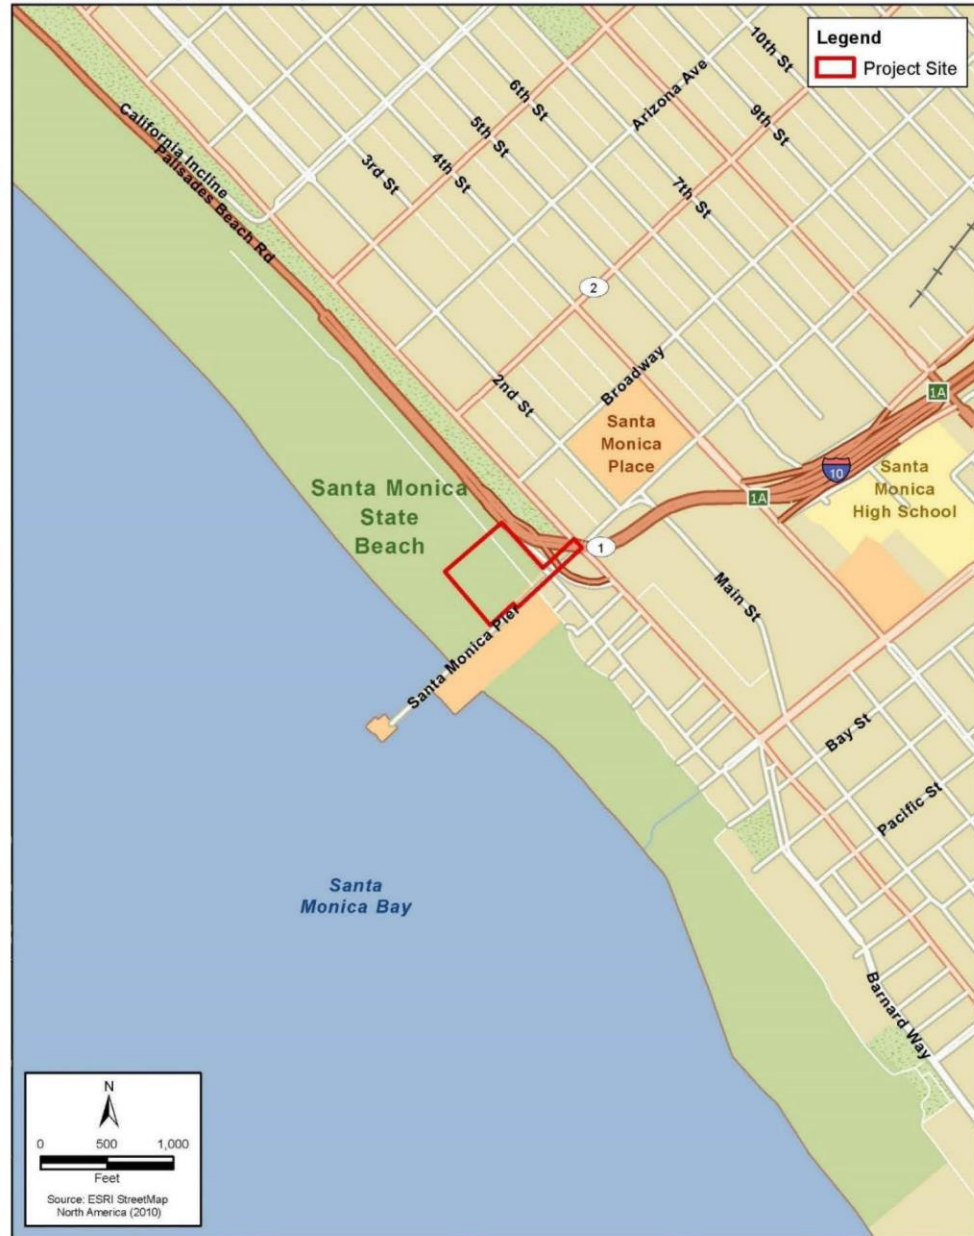 Legend
Project Site
10th St
Arizona Ave
9th St
6th St
5th St
4th St
3rd St
7th St
California Incline
Palisades Beach Rd
2
Broadway
2nd St
Santa
Monica
Place
1A
10
Santa
Monica
High School
1A
Santa Monica
State
Beach
1
Main St
Santa Monica Pier
Bay St
Pacific St
Santa
Monica Bay
Barnard Way
N
0 500 1,000
Feet
Source: ESRI StreetMap
North America (2010)